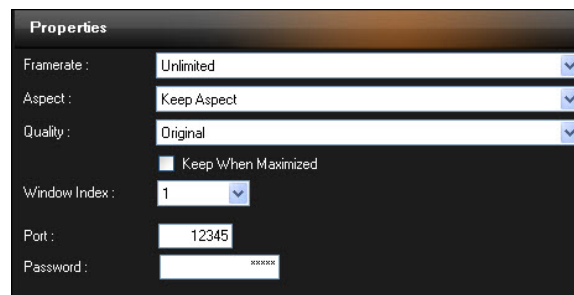 Properties
Framerate : Unlimited
Aspect : Keep Aspect
Quality : Original
Keep When Maximized
Window Index : 1
Port : 12345
Password : *****